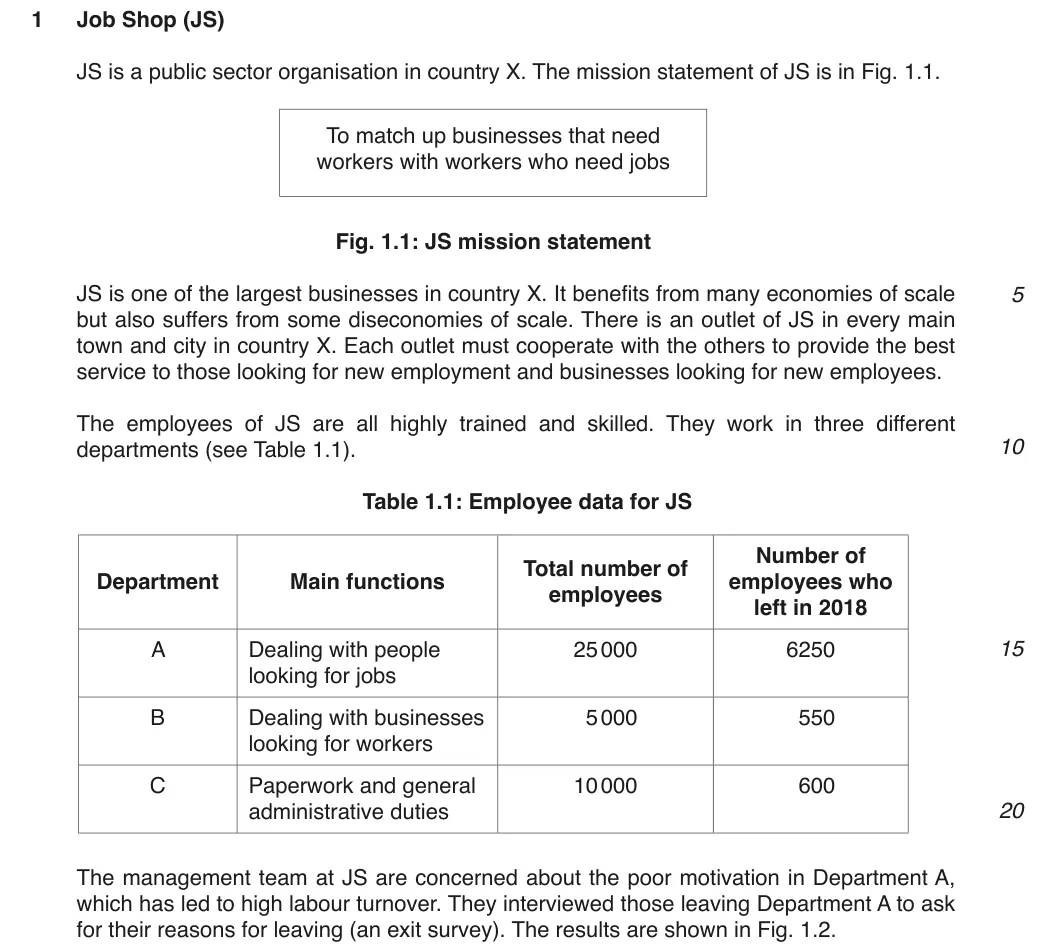 1 Job Shop (JS)
JS is a public sector organisation in country X. The mission statement of JS is in Fig. 1.1.
To match up businesses that need
workers with workers who need jobs
Fig. 1.1: JS mission statement
JS is one of the largest businesses in country X. It benefits from many economies of scale 5
but also suffers from some diseconomies of scale. There is an outlet of JS in every main
town and city in country X. Each outlet must cooperate with the others to provide the best
service to those looking for new employment and businesses looking for new employees.
The employees of JS are all highly trained and skilled. They work in three different
departments (see Table 1.1). 10
Table 1.1: Employee data for JS
Department Main functions Total number of employees Number of employees who left in 2018
A Dealing with people looking for jobs 25 000 6250 15
B Dealing with businesses looking for workers 5 000 550
C Paperwork and general administrative duties 10 000 600 20
The management team at JS are concerned about the poor motivation in Department A,
which has led to high labour turnover. They interviewed those leaving Department A to ask
for their reasons for leaving (an exit survey). The results are shown in Fig. 1.2.